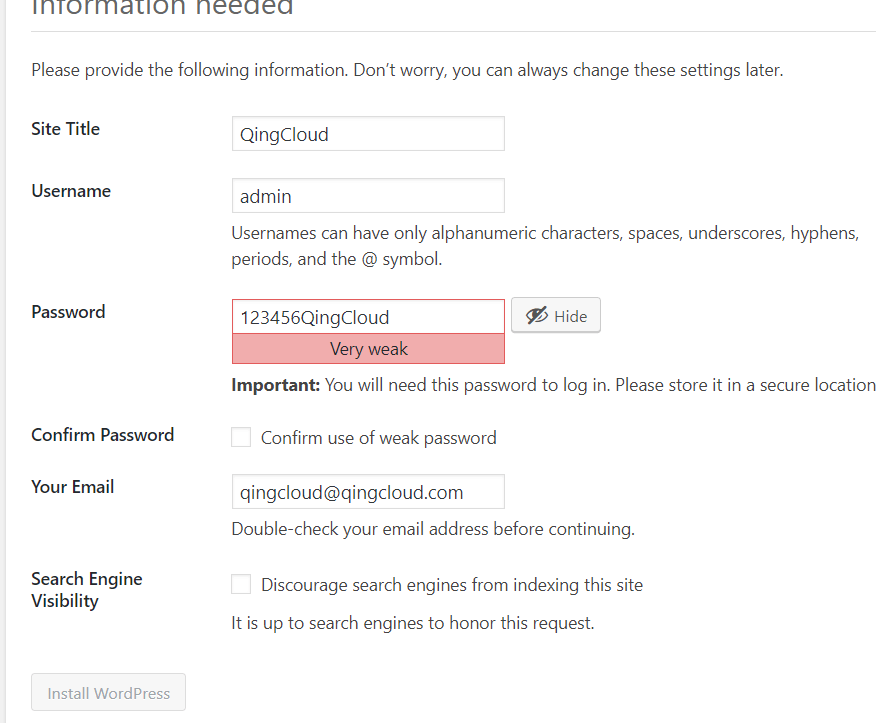 Information needed
Please provide the following information. Don’t worry, you can always change these settings later.
Site Title
QingCloud
Username
admin
Usernames can have only alphanumeric characters, spaces, underscores, hyphens,
periods, and the @ symbol.
Password
123456QingCloud
Hide
Very weak
Important: You will need this password to log in. Please store it in a secure location
Confirm Password
Confirm use of weak password
Your Email
qingcloud@qingcloud.com
Double-check your email address before continuing.
Search Engine
Visibility
Discourage search engines from indexing this site
It is up to search engines to honor this request.
Install WordPress